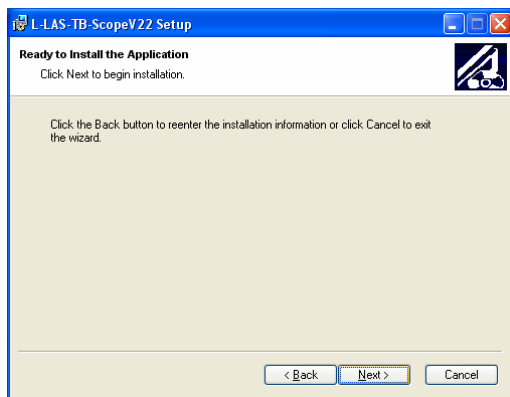 L-LAS-TB-ScopeV22 Setup
Ready to Install the Application
Click Next to begin installation.
Click the Back button to reenter the installation information or click Cancel to exit
the wizard.
< Back Next > Cancel